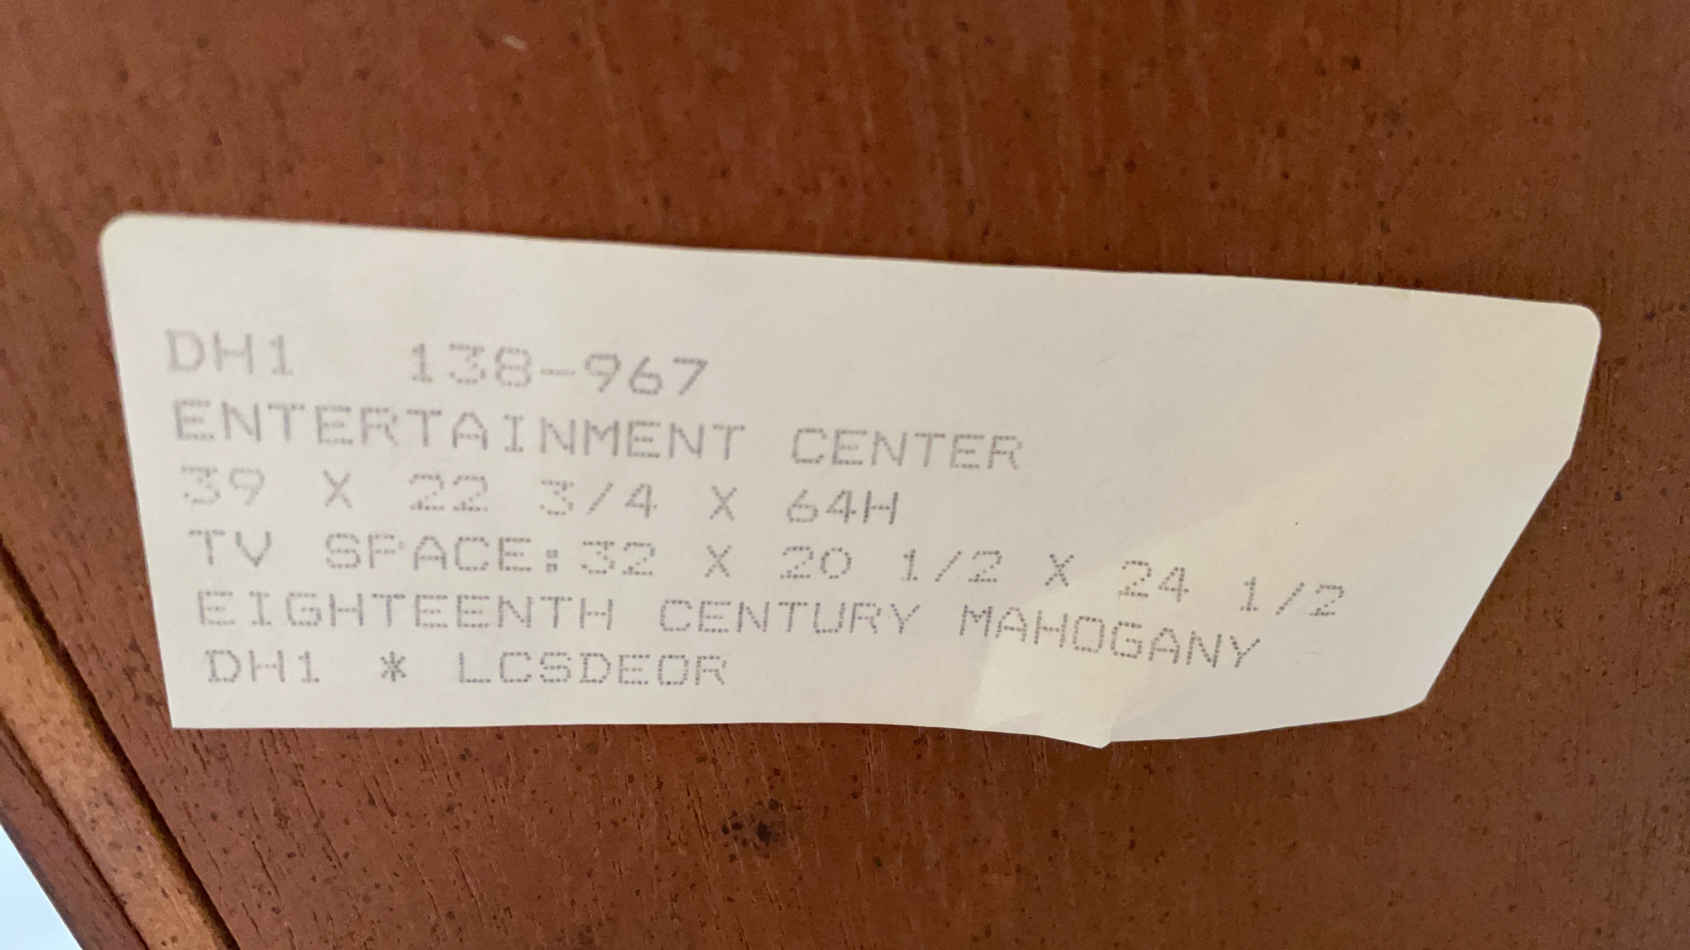 DH1 138-967
ENTERTAINMENT CENTER
39 X 22 3/4 X 64H
TV SPACE:32 X 20 1/2 X 24 1/2
EIGHTEENTH CENTURY MAHOGANY
DH1 * LCSDEOR